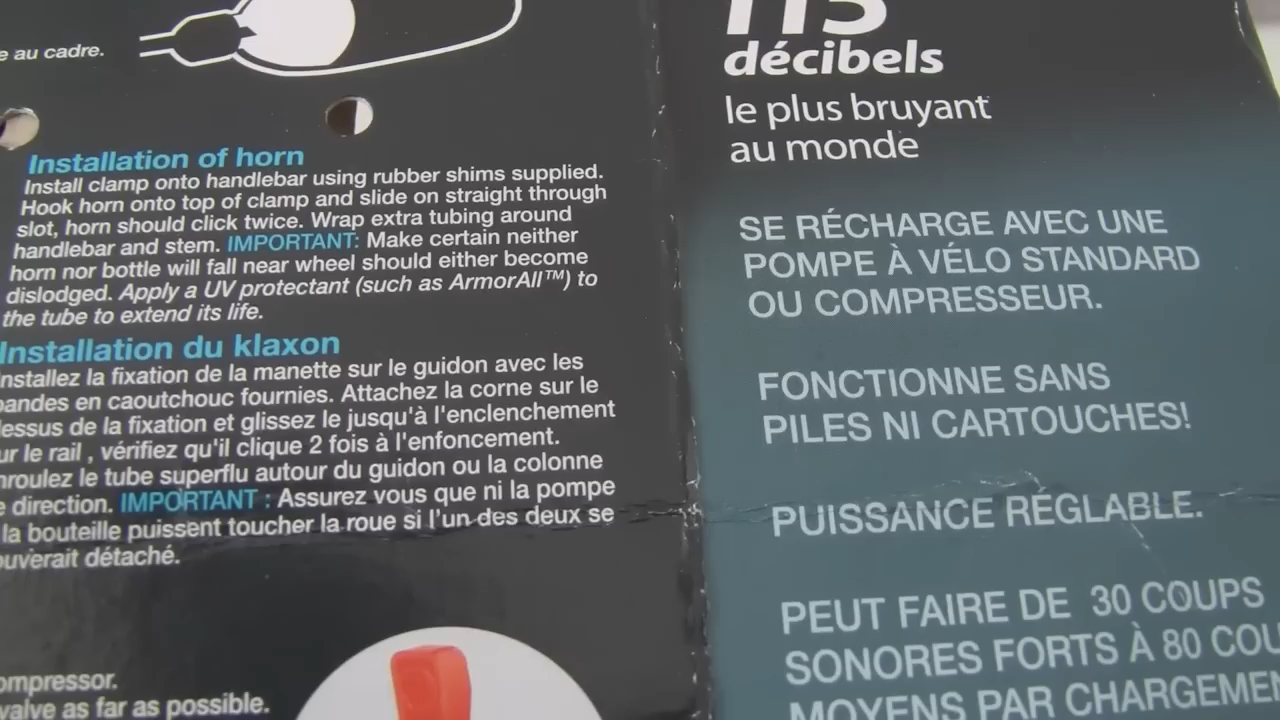 e au cadre.
Installation of horn
Install clamp onto handlebar using rubber shims supplied.
Hook horn onto top of clamp and slide on straight through
slot, horn should click twice. Wrap extra tubing around
handlebar and stem. IMPORTANT: Make certain neither
horn nor bottle will fall near wheel should either become
dislodged. Apply a UV protectant (such as ArmorAll™) to
the tube to extend its life.
Installation du klaxon
nstallez la fixation de la manette sur le guidon avec les
andes en caoutchouc fournies. Attachez la corne sur le
essus de la fixation et glissez le jusqu'à l'enclenchement
ur le rail , vérifiez qu'il clique 2 fois à l'enfoncement.
nroulez le tube superflu autour du guidon ou la colonne
e direction. IMPORTANT : Assurez vous que ni la pompe
la bouteille puissent toucher la roue si l'un des deux se
ouverait détaché.
ompressor.
valve as far as possible.
115
décibels
le plus bruyant
au monde
SE RÉCHARGE AVEC UNE
POMPE À VÉLO STANDARD
OU COMPRESSEUR.
FONCTIONNE SANS
PILES NI CARTOUCHES!
PUISSANCE RÉGLABLE.
PEUT FAIRE DE 30 COUPS
SONORES FORTS À 80 COU
MOYENS PAR CHARGEMEN